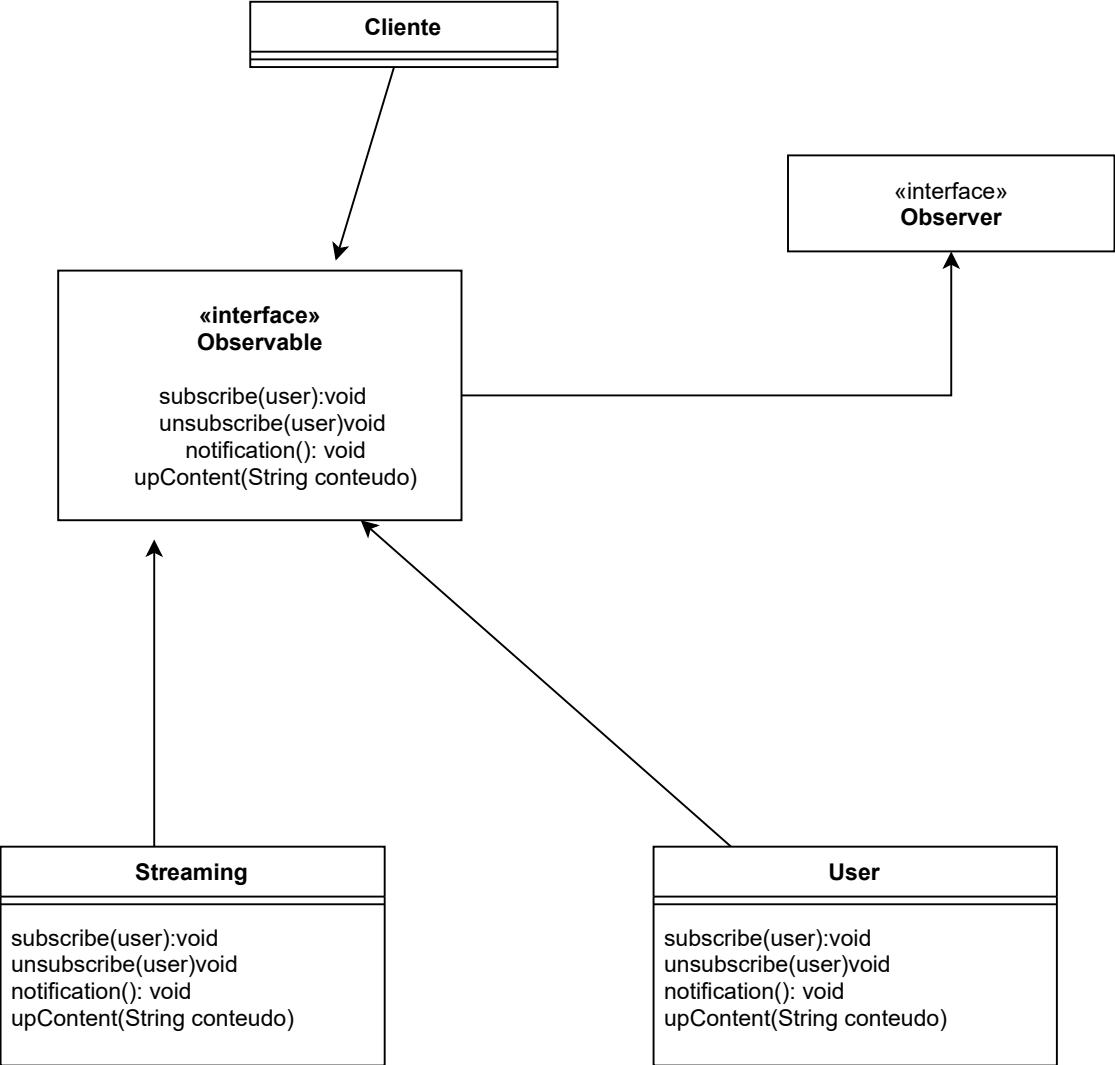 Cliente
«interface»
Observer
«interface»
Observable
subscribe(user):void
unsubscribe(user)void
notification(): void
upContent(String conteudo)
Streaming
subscribe(user):void
unsubscribe(user)void
notification(): void
upContent(String conteudo)
User
subscribe(user):void
unsubscribe(user)void
notification(): void
upContent(String conteudo)